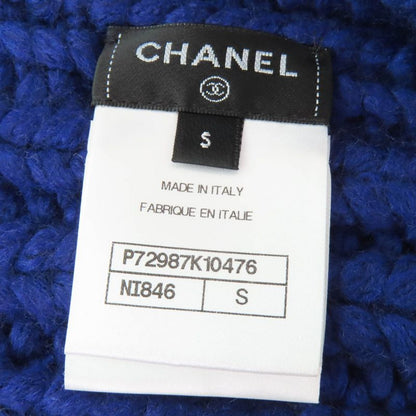 CHANEL
S
MADE IN ITALY
FABRIQUE EN ITALIE
P72987K10476
NI846 S